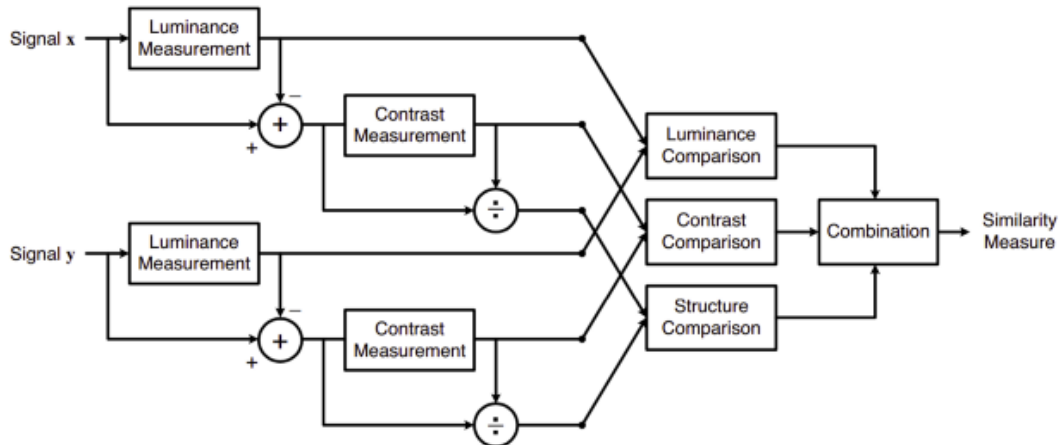 Signal x
Luminance
Measurement
−
+
+
Contrast
Measurement
÷
Signal y
Luminance
Measurement
−
+
+
Contrast
Measurement
÷
Luminance
Comparison
Contrast
Comparison
Structure
Comparison
Combination
Similarity
Measure